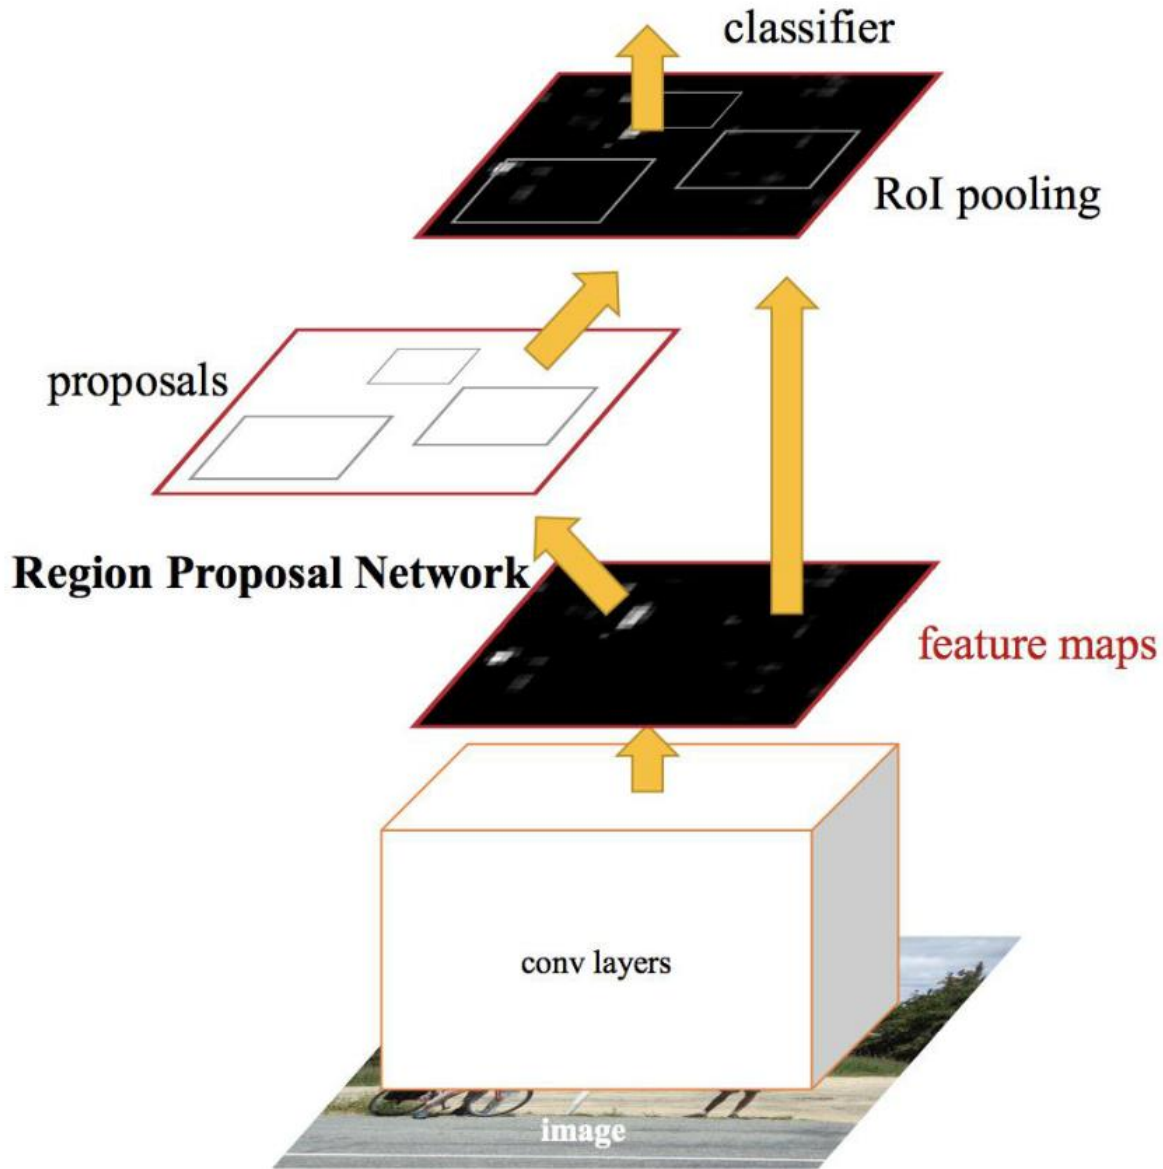 classifier
RoI pooling
proposals
Region Proposal Network
feature maps
conv layers
image